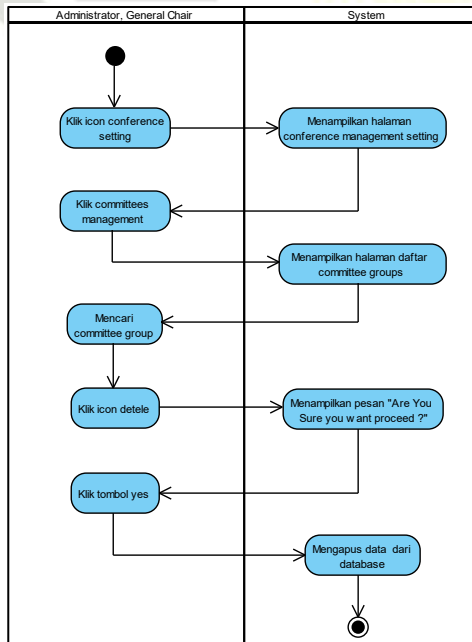 Administrator, General Chair
System
Klik icon conference
setting
Menampilkan halaman
conference management setting
Klik committees
management
Menampilkan halaman daftar
committee groups
Mencari
committee group
Klik icon detele
Menampilkan pesan "Are You
Sure you want proceed ?"
Klik tombol yes
Mengapus data dari
database